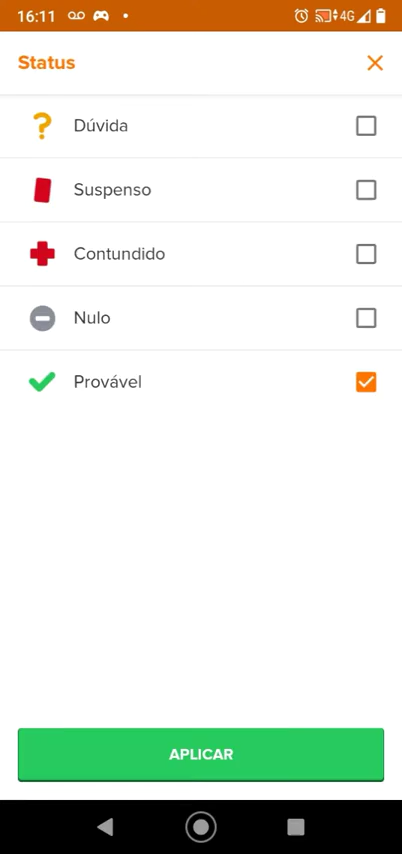 16:11
4G
Status
Dúvida
Suspenso
Contundido
Nulo
Provável
APLICAR